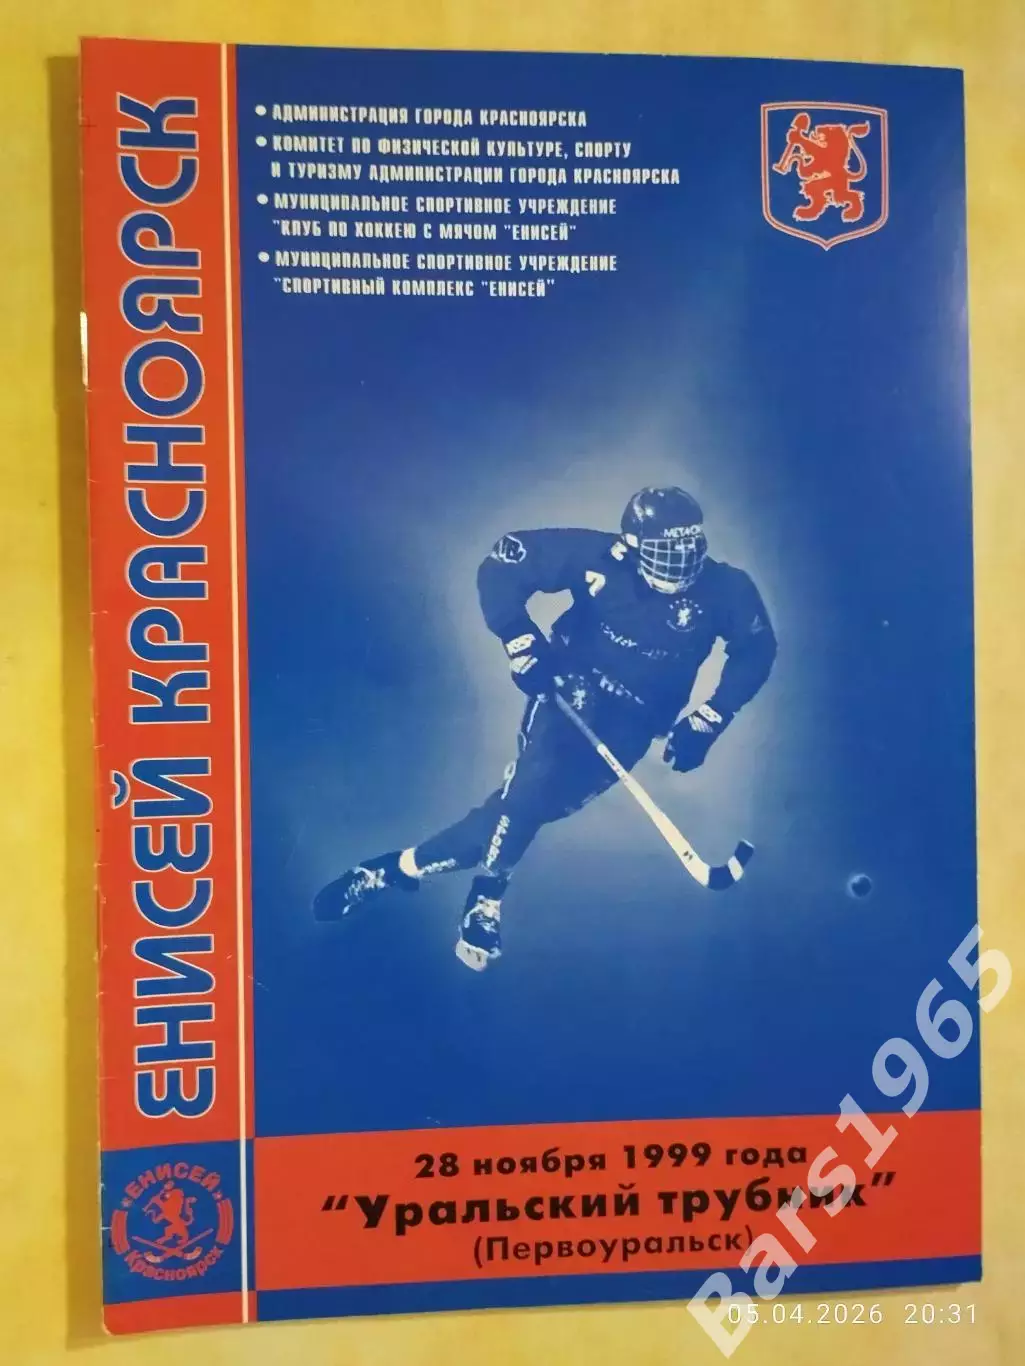 ЕНИСЕЙ КРАСНОЯРСК
• АДМИНИСТРАЦИЯ ГОРОДА КРАСНОЯРСКА
• КОМИТЕТ ПО ФИЗИЧЕСКОЙ КУЛЬТУРЕ, СПОРТУ
И ТУРИЗМУ АДМИНИСТРАЦИИ ГОРОДА КРАСНОЯРСКА
• МУНИЦИПАЛЬНОЕ СПОРТИВНОЕ УЧРЕЖДЕНИЕ
"КЛУБ ПО ХОККЕЮ С МЯЧОМ "ЕНИСЕЙ"
• МУНИЦИПАЛЬНОЕ СПОРТИВНОЕ УЧРЕЖДЕНИЕ
"СПОРТИВНЫЙ КОМПЛЕКС "ЕНИСЕЙ"
7
SPORT
28 ноября 1999 года
"Уральский трубник"
(Первоуральск)
«ЕНИСЕЙ»
Красноярск
Bars1965
05.04.2026 20:31